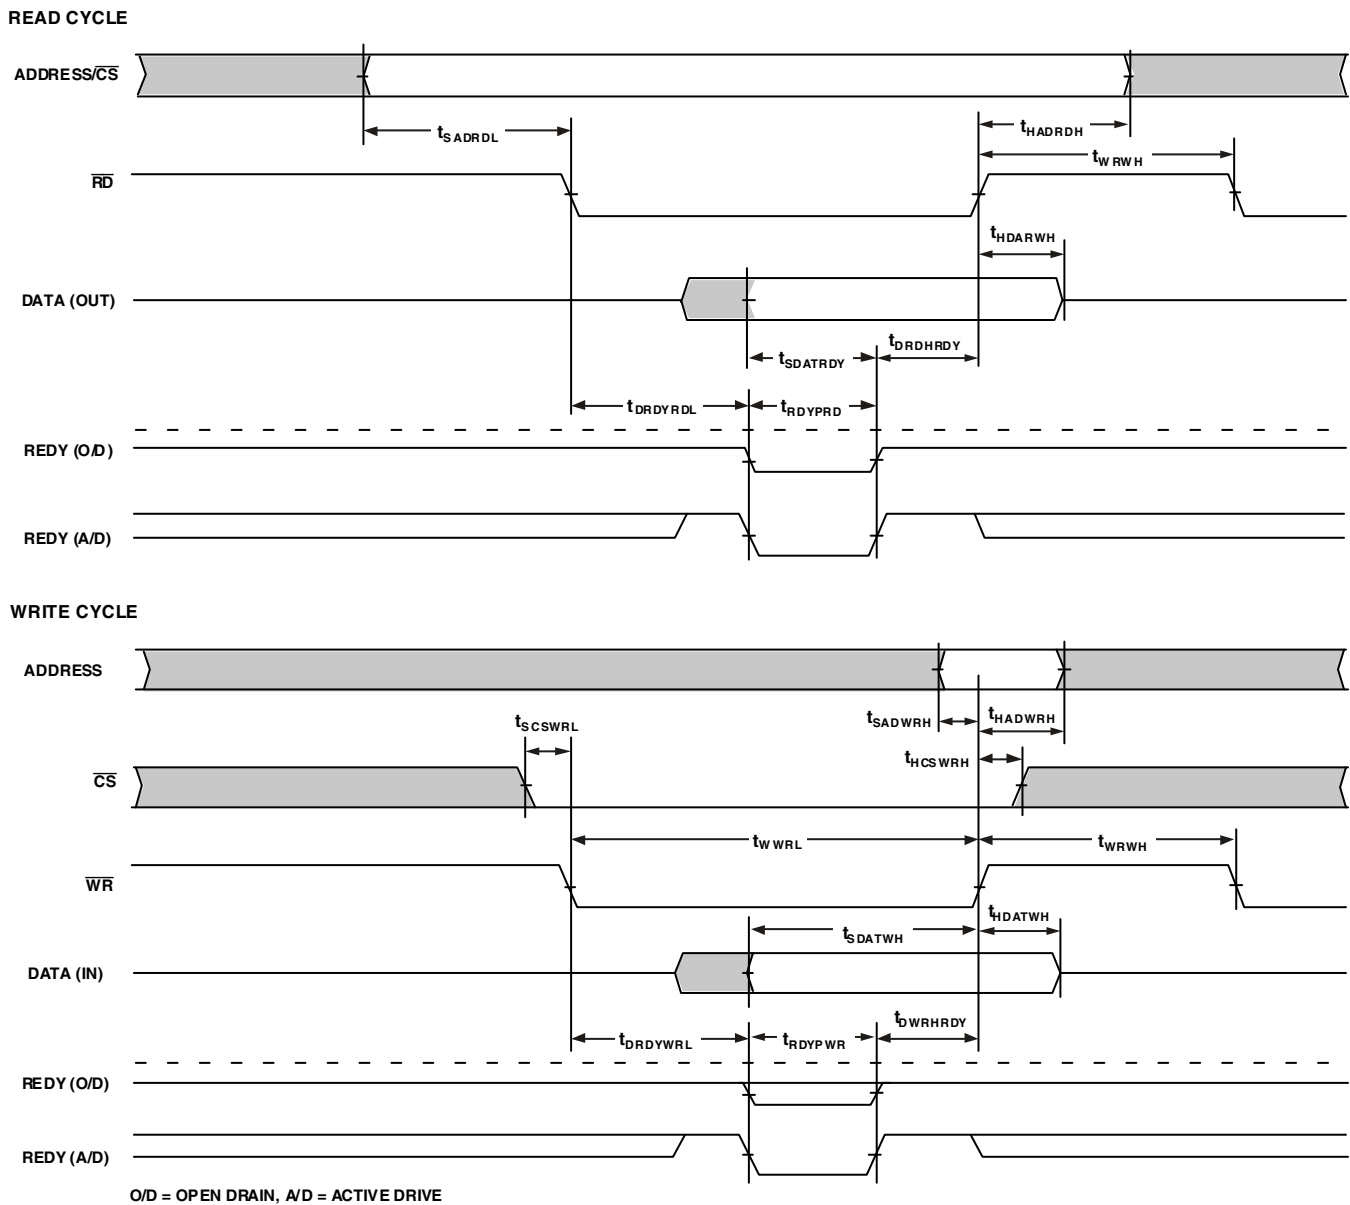 READ CYCLE
ADDRESS/CS
tSADRDL
tHADRDH
tWRWH
RD
tHDARWH
DATA (OUT)
tSDATRDY
tDRDHRDY
tDRDYRDL
tRDYPRD
REDY (O/D)
REDY (A/D)
WRITE CYCLE
ADDRESS
tSCSWRL
tSADWRH
tHADWRH
tHCSWRH
CS
tWWRL
tWRWH
WR
tSDATWH
tHDATWH
DATA (IN)
tDRDYWRL
tRDYPWR
tDWRHRDY
REDY (O/D)
REDY (A/D)
O/D = OPEN DRAIN, A/D = ACTIVE DRIVE